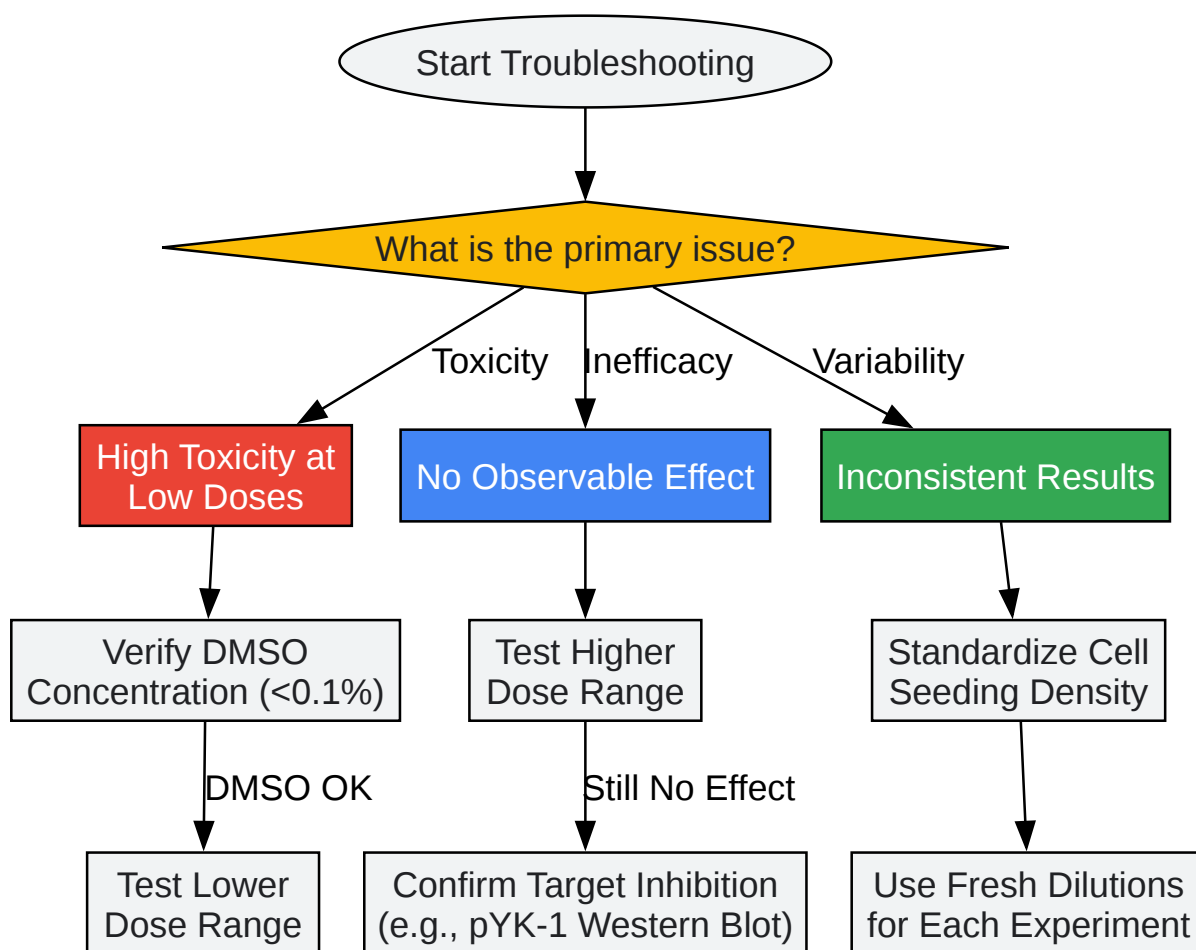 Start Troubleshooting
What is the primary issue?
Toxicity
Inefficacy
Variability
High Toxicity at
Low Doses
No Observable Effect
Inconsistent Results
Verify DMSO
Concentration (<0.1%)
Test Higher
Dose Range
Standardize Cell
Seeding Density
DMSO OK
Still No Effect
Test Lower
Dose Range
Confirm Target Inhibition
(e.g., pYK-1 Western Blot)
Use Fresh Dilutions
for Each Experiment